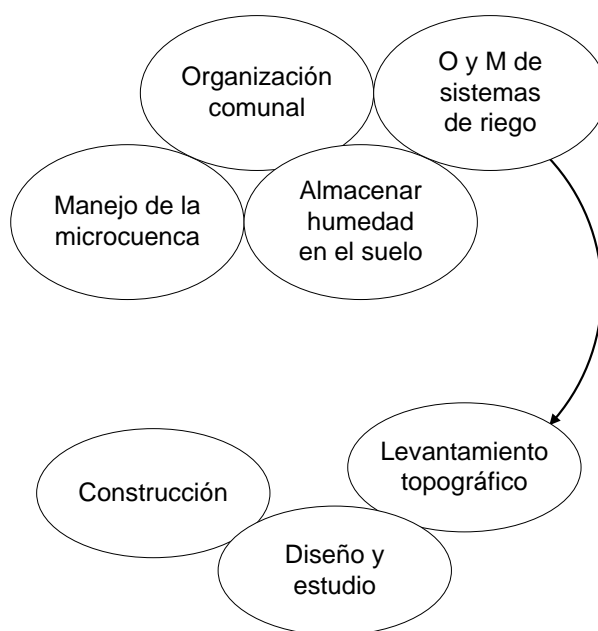 Organización
comunal
O y M de
sistemas
de riego
Manejo de la
microcuenca
Almacenar
humedad
en el suelo
Levantamiento
topográfico
Construcción
Diseño y
estudio